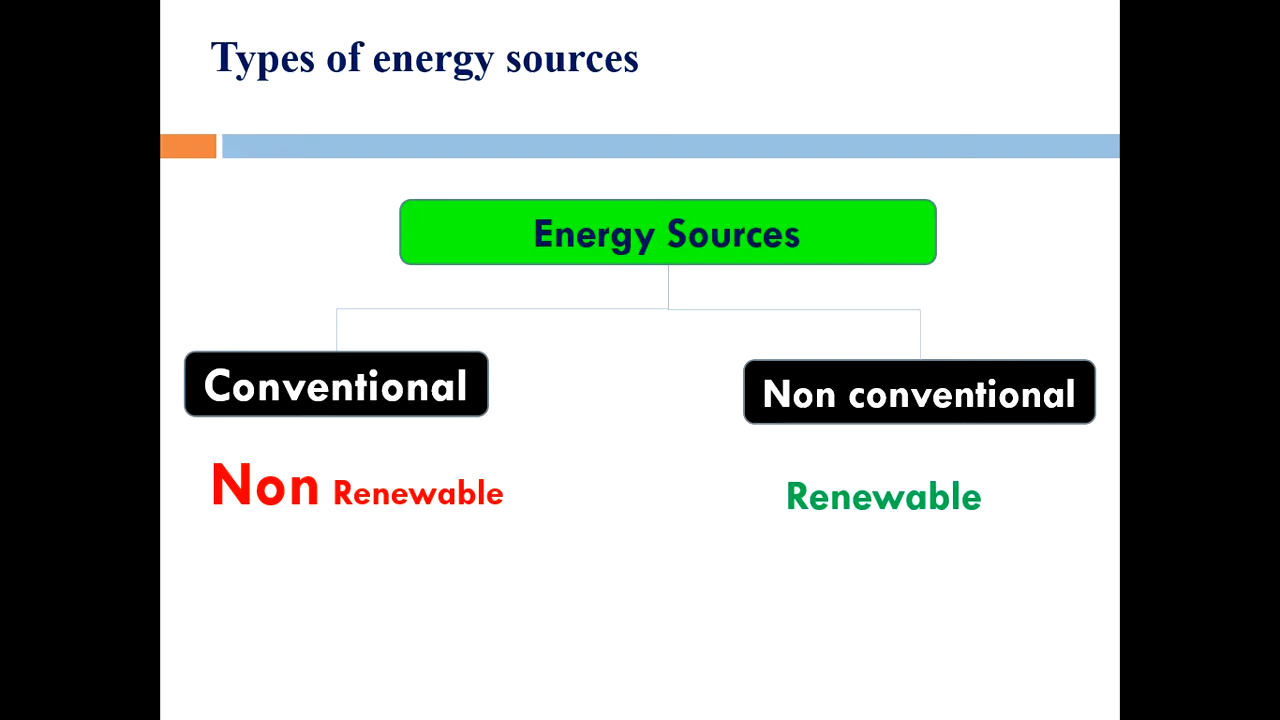 Types of energy sources
Energy Sources
Conventional
Non conventional
Non Renewable
Renewable